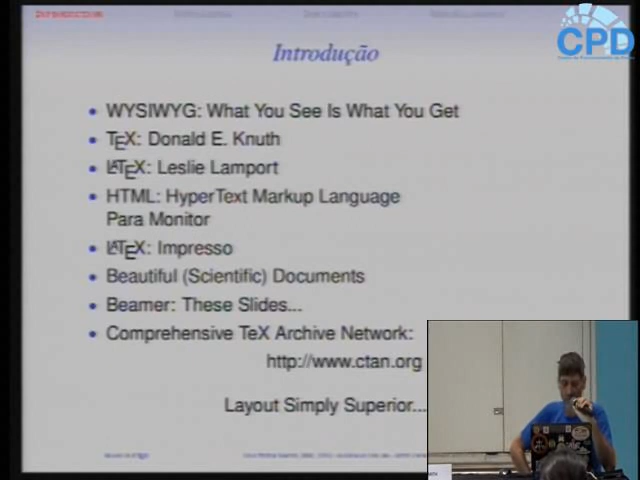 CPD
Introdução
WYSIWYG: What You See Is What You Get
TEX: Donald E. Knuth
LATEX: Leslie Lamport
HTML: HyperText Markup Language
Para Monitor
LATEX: Impresso
Beautiful (Scientific) Documents
Beamer: These Slides...
Comprehensive TeX Archive Network:
http://www.ctan.org
Layout Simply Superior...